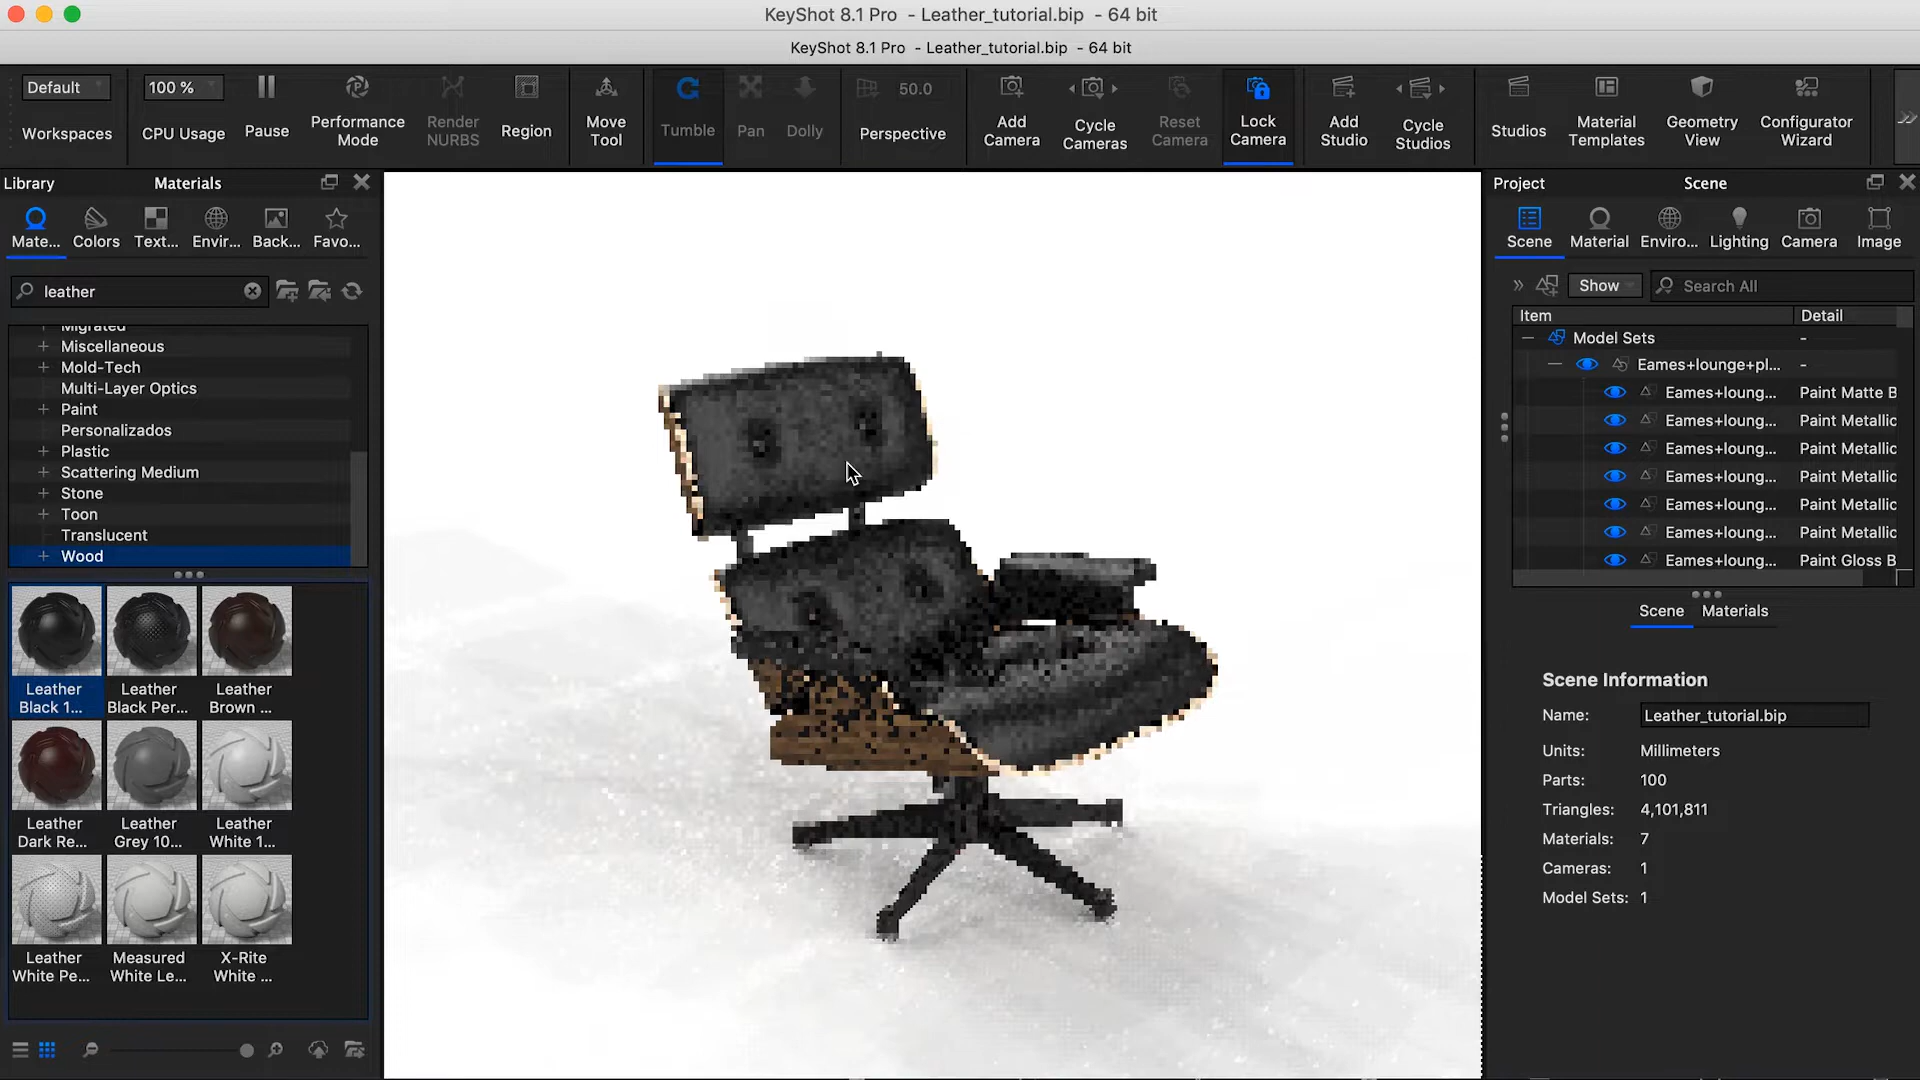 KeyShot 8.1 Pro - Leather_tutorial.bip - 64 bit
KeyShot 8.1 Pro - Leather_tutorial.bip - 64 bit
Default
Workspaces
100 %
CPU Usage
Pause
Performance
Mode
Render
NURBS
Region
Move
Tool
Tumble
Pan
Dolly
50.0
Perspective
Add
Camera
Cycle
Cameras
Reset
Camera
Lock
Camera
Add
Studio
Cycle
Studios
Studios
Material
Templates
Geometry
View
Configurator
Wizard
Library
Materials
Mate...
Colors
Text...
Envir...
Back...
Favo...
leather
Migrated
Miscellaneous
Mold-Tech
Multi-Layer Optics
Paint
Personalizados
Plastic
Scattering Medium
Stone
Toon
Translucent
Wood
Leather
Black 1...
Leather
Black Per...
Leather
Brown ...
Leather
Dark Re...
Leather
Grey 10...
Leather
White 1...
Leather
White Pe...
Measured
White Le...
X-Rite
White ...
Project
Scene
Scene
Material
Enviro...
Lighting
Camera
Image
Show
Search All
Item Detail
Model Sets -
Eames+lounge+pl... -
Eames+loung... Paint Matte B
Eames+loung... Paint Metallic
Eames+loung... Paint Metallic
Eames+loung... Paint Metallic
Eames+loung... Paint Metallic
Eames+loung... Paint Metallic
Eames+loung... Paint Gloss B
Scene Materials
Scene Information
Name: Leather_tutorial.bip
Units: Millimeters
Parts: 100
Triangles: 4,101,811
Materials: 7
Cameras: 1
Model Sets: 1